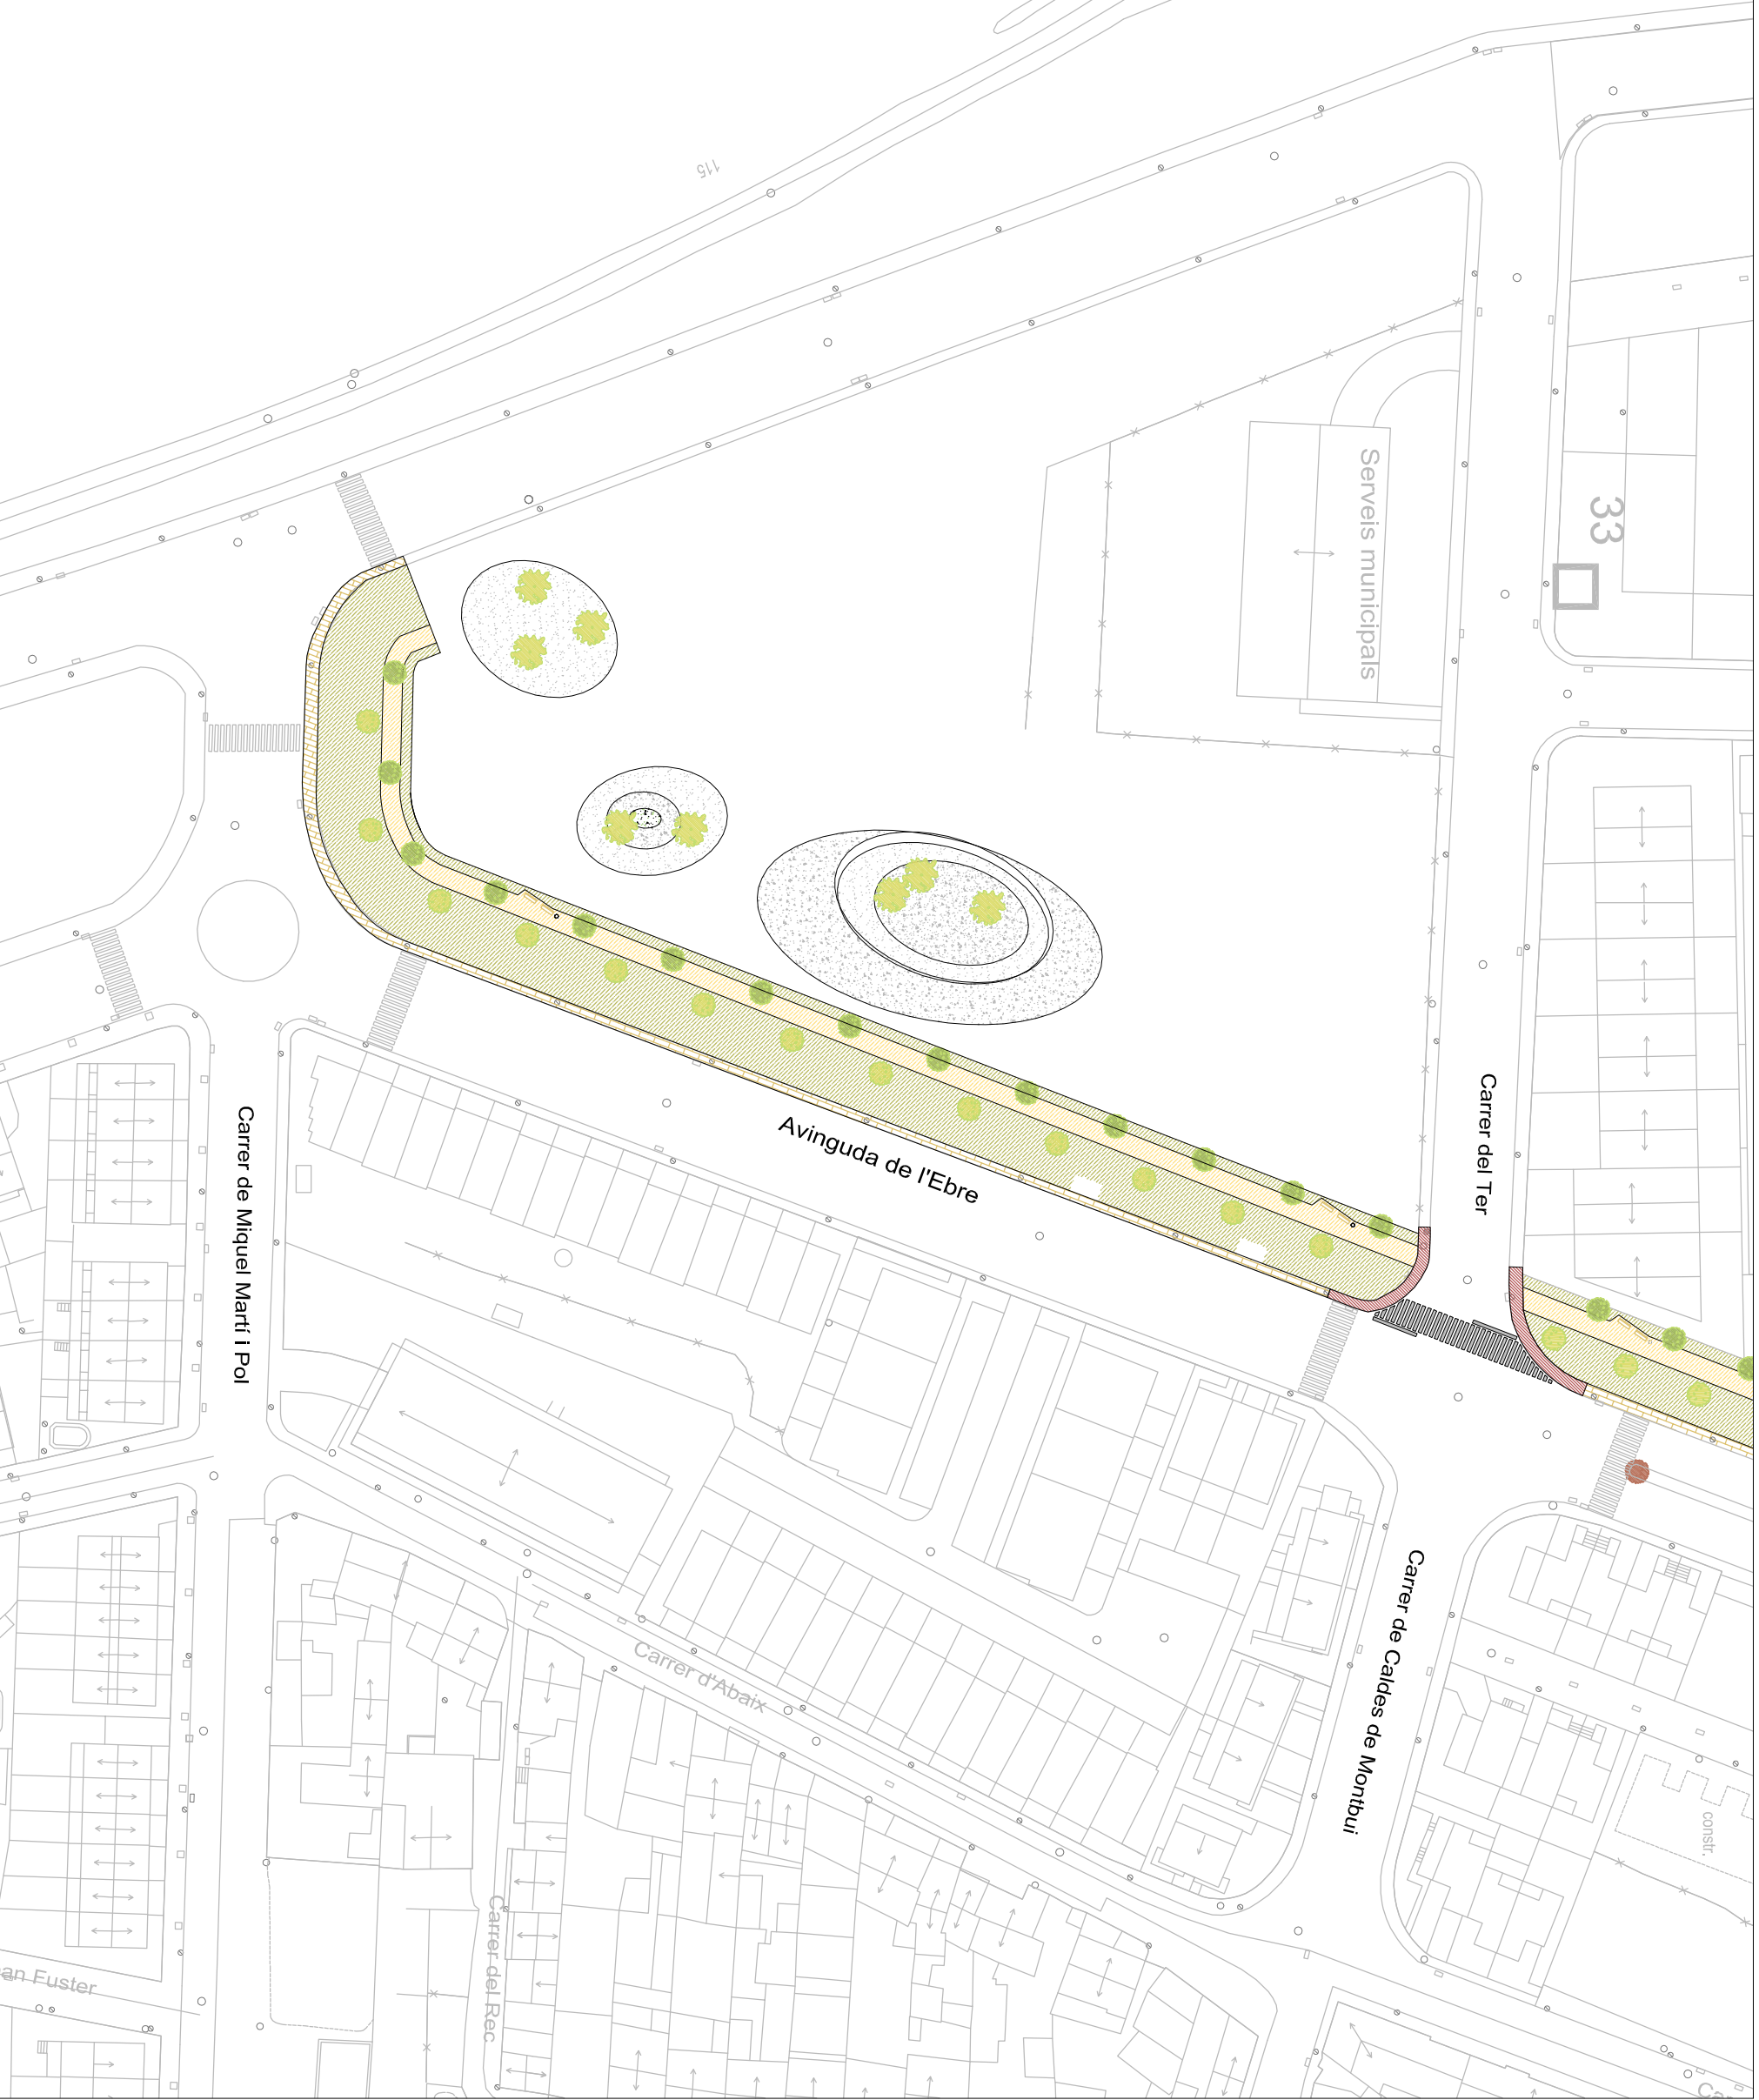 115
Serveis municipals
33
Carrer del Ter
Carrer de Miquel Martí i Pol
Avinguda de l'Ebre
Carrer de Caldes de Montbui
Carrer d'Abaix
constr.
Carrer del Rec
an Fuster
Ca